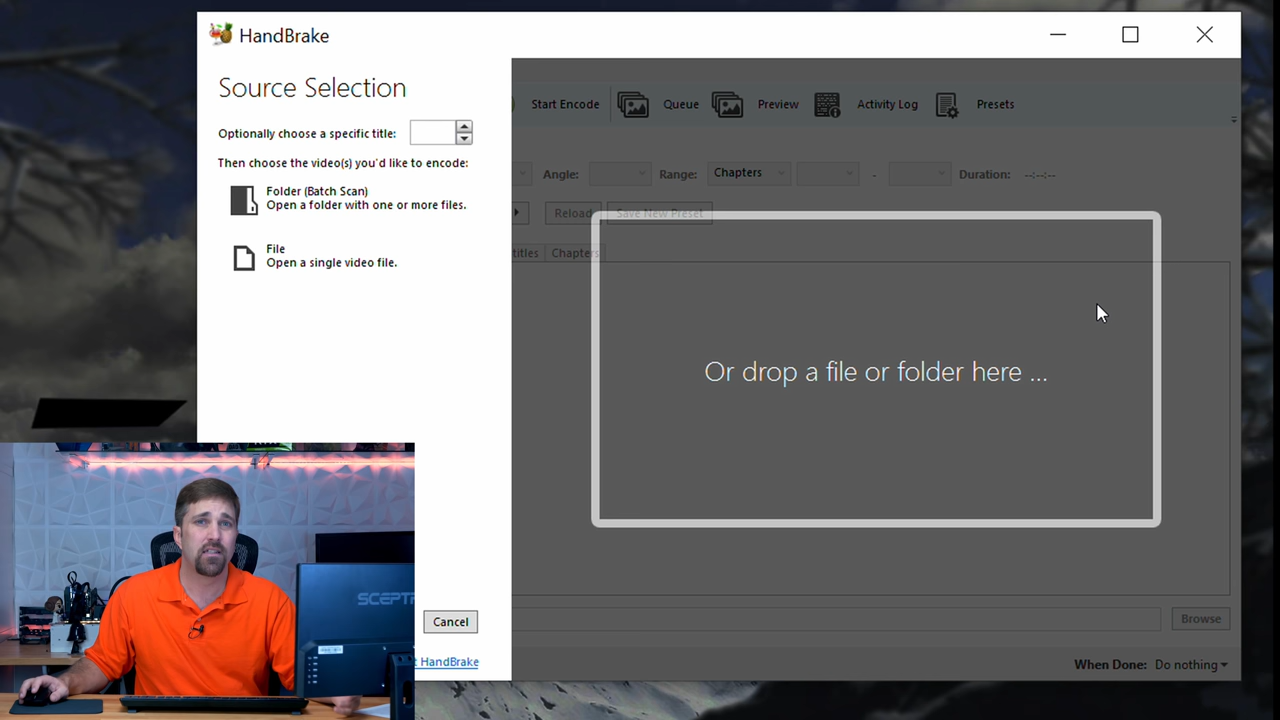 HandBrake
Source Selection
Optionally choose a specific title:
Then choose the video(s) you'd like to encode:
Folder (Batch Scan)
Open a folder with one or more files.
File
Open a single video file.
Cancel
HandBrake
Start Encode
Queue
Preview
Activity Log
Presets
Angle:
Range:
Chapters
-
Duration:
--:--:--
Reload
Save New Preset
titles
Chapters
Or drop a file or folder here ...
Browse
When Done: Do nothing
SCEPTR